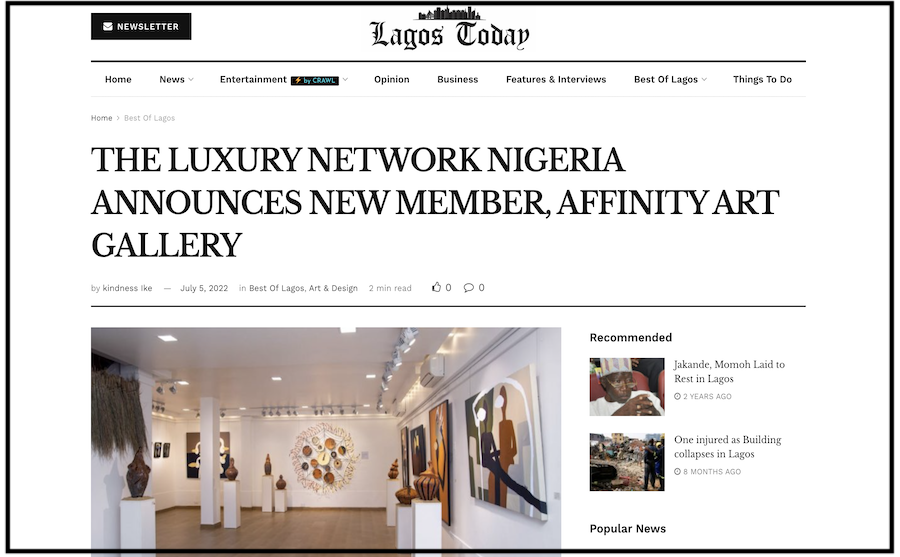 NEWSLETTER
Lagos Today
Home News Entertainment by CRAWL Opinion Business Features & Interviews Best Of Lagos Things To Do
Home > Best Of Lagos
THE LUXURY NETWORK NIGERIA
ANNOUNCES NEW MEMBER, AFFINITY ART
GALLERY
by kindness Ike — July 5, 2022 in Best Of Lagos, Art & Design 2 min read 0 0
Recommended
Jakande, Momoh Laid to
Rest in Lagos
2 YEARS AGO
One injured as Building
collapses in Lagos
8 MONTHS AGO
Popular News